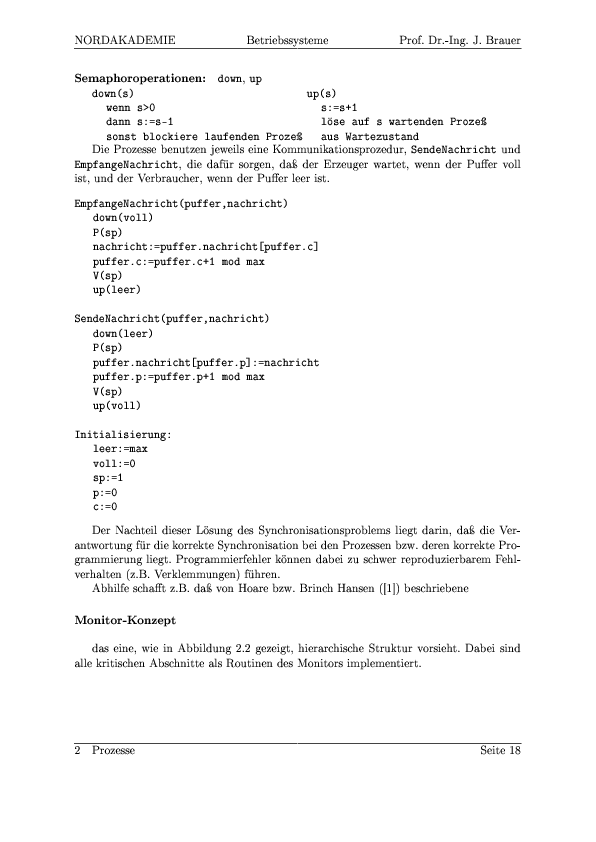 NORDAKADEMIE Betriebssysteme Prof. Dr.-Ing. J. Brauer
Semaphoroperationen: down, up
down(s) up(s)
wenn s>0 s:=s+1
dann s:=s-1 löse auf s wartenden Prozeß
sonst blockiere laufenden Prozeß aus Wartezustand
Die Prozesse benutzen jeweils eine Kommunikationsprozedur, SendeNachricht und
EmpfangeNachricht, die dafür sorgen, daß der Erzeuger wartet, wenn der Puffer voll
ist, und der Verbraucher, wenn der Puffer leer ist.
EmpfangeNachricht(puffer,nachricht)
down(voll)
P(sp)
nachricht:=puffer.nachricht[puffer.c]
puffer.c:=puffer.c+1 mod max
V(sp)
up(leer)
SendeNachricht(puffer,nachricht)
down(leer)
P(sp)
puffer.nachricht[puffer.p]:=nachricht
puffer.p:=puffer.p+1 mod max
V(sp)
up(voll)
Initialisierung:
leer:=max
voll:=0
sp:=1
p:=0
c:=0
Der Nachteil dieser Lösung des Synchronisationsproblems liegt darin, daß die Ver-
antwortung für die korrekte Synchronisation bei den Prozessen bzw. deren korrekte Pro-
grammierung liegt. Programmierfehler können dabei zu schwer reproduzierbarem Fehl-
verhalten (z.B. Verklemmungen) führen.
Abhilfe schafft z.B. daß von Hoare bzw. Brinch Hansen ([1]) beschriebene
Monitor-Konzept
das eine, wie in Abbildung 2.2 gezeigt, hierarchische Struktur vorsieht. Dabei sind
alle kritischen Abschnitte als Routinen des Monitors implementiert.
2 Prozesse Seite 18